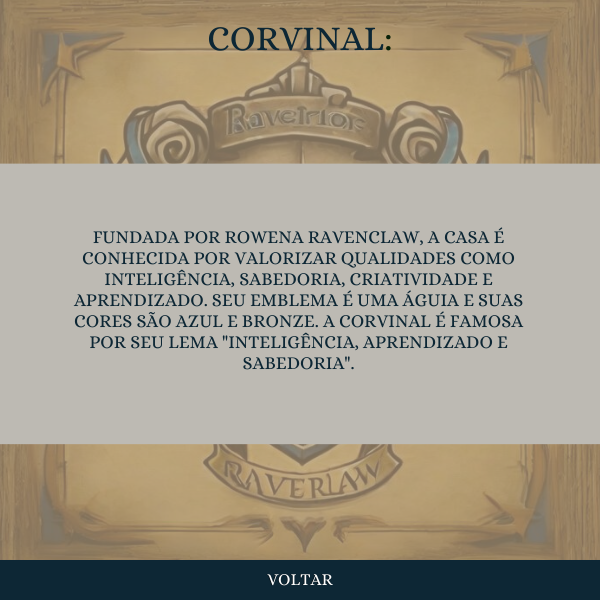 CORVINAL:
Raveirlor
FUNDADA POR ROWENA RAVENCLAW, A CASA É
CONHECIDA POR VALORIZAR QUALIDADES COMO
INTELIGÊNCIA, SABEDORIA, CRIATIVIDADE E
APRENDIZADO. SEU EMBLEMA É UMA ÁGUIA E SUAS
CORES SÃO AZUL E BRONZE. A CORVINAL É FAMOSA
POR SEU LEMA "INTELIGÊNCIA, APRENDIZADO E
SABEDORIA".
RAVERLAW
VOLTAR